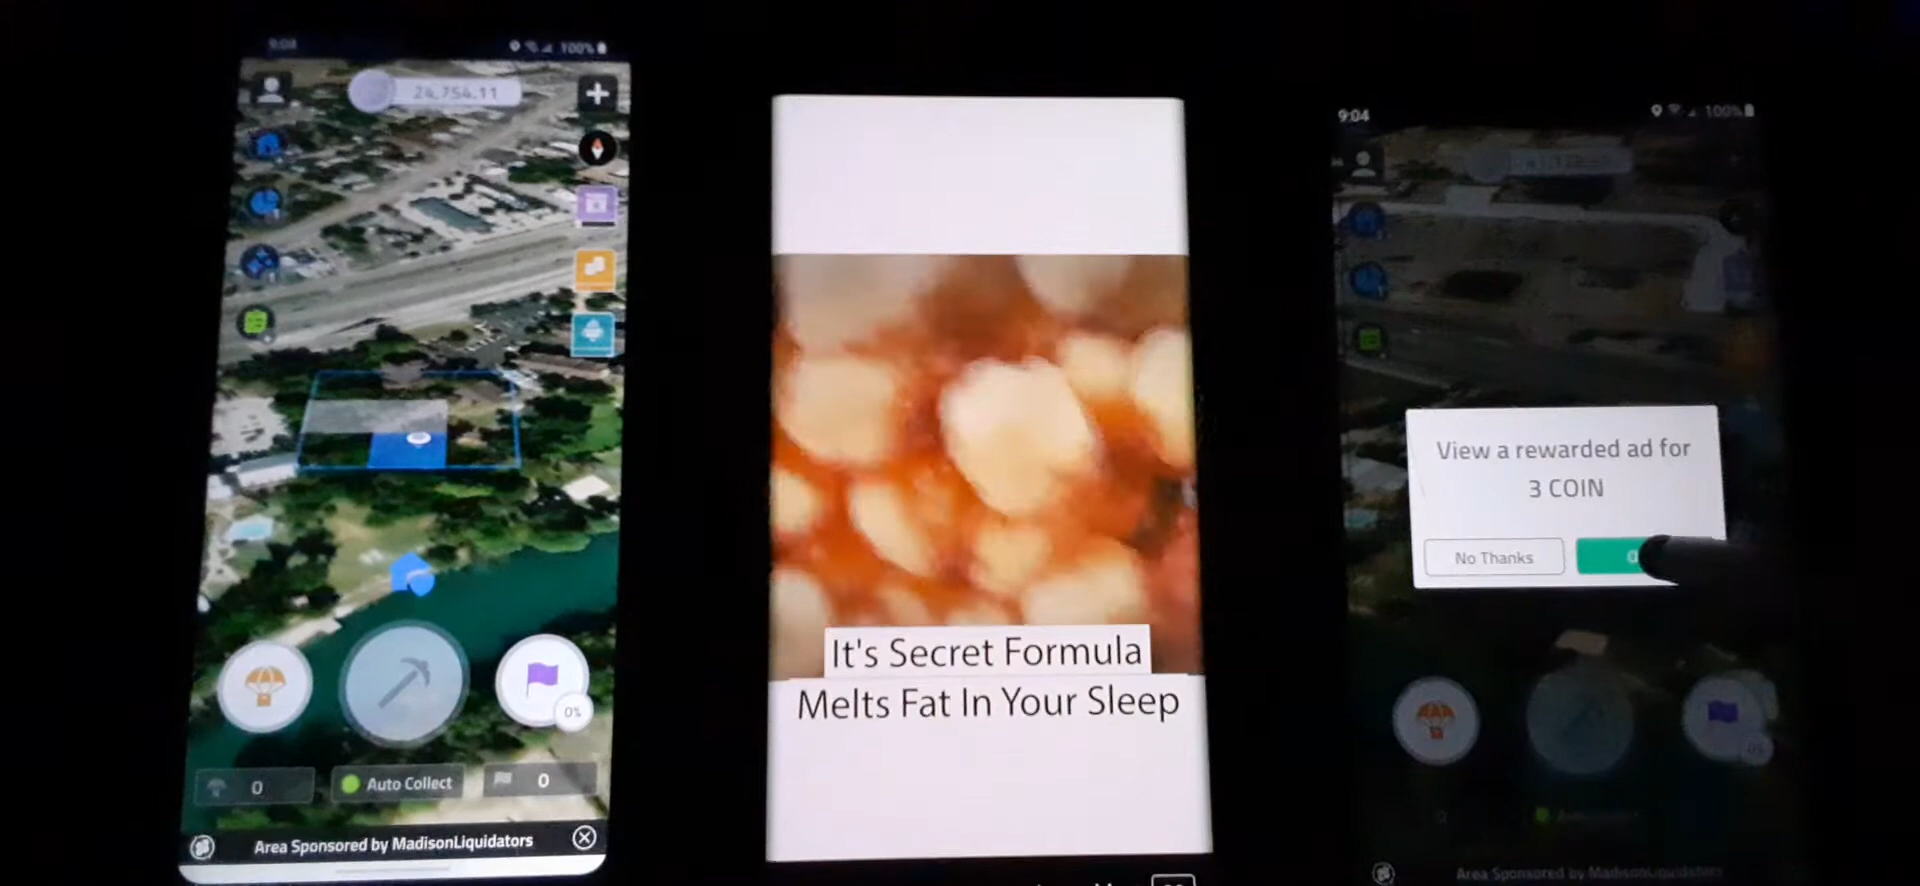 9:04
100%
24,754.11
0%
0
Auto Collect
0
Area Sponsored by MadisonLiquidators
It's Secret Formula
Melts Fat In Your Sleep
9:04
100%
View a rewarded ad for
3 COIN
No Thanks
0%
0
Area Sponsored by MadisonLiquidators